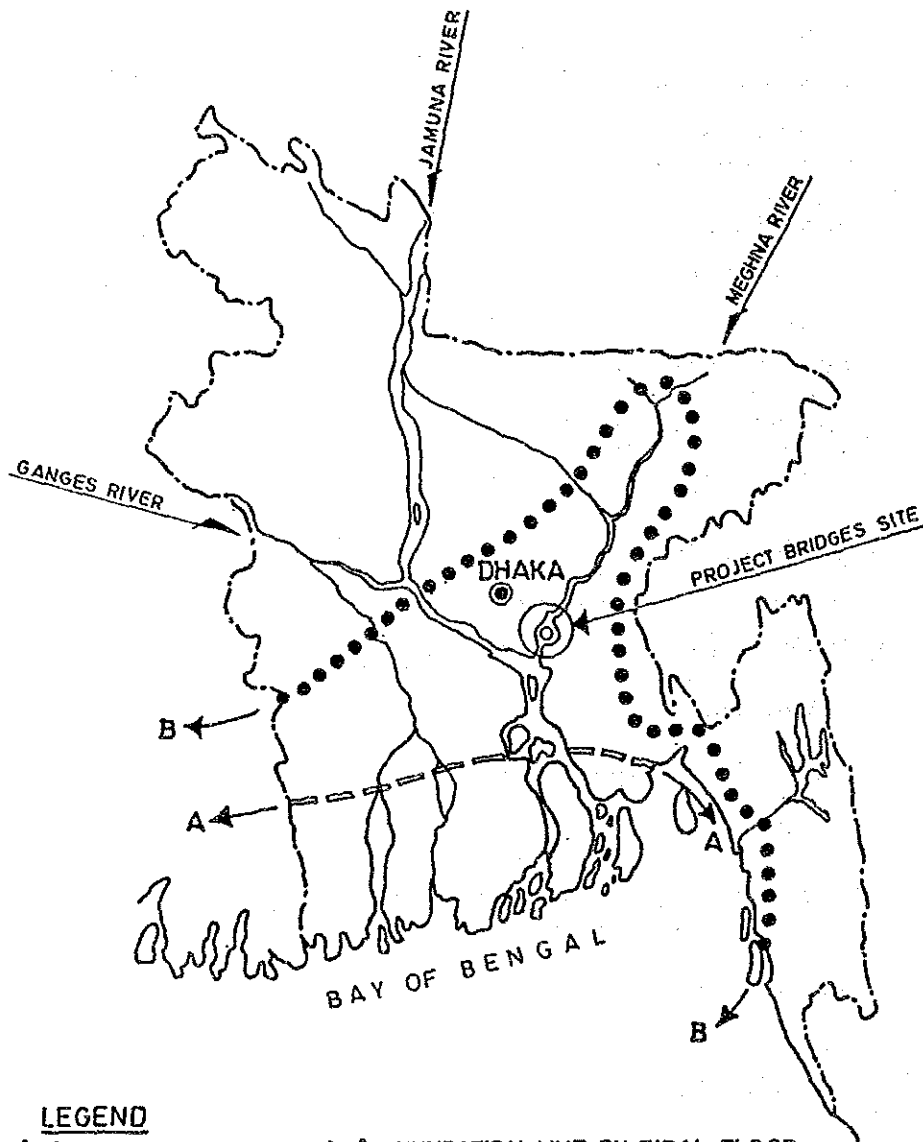 JAMUNA RIVER
MEGHNA RIVER
GANGES RIVER
PROJECT BRIDGES SITE
DHAKA
B
A
A
BAY OF BENGAL
B
LEGEND